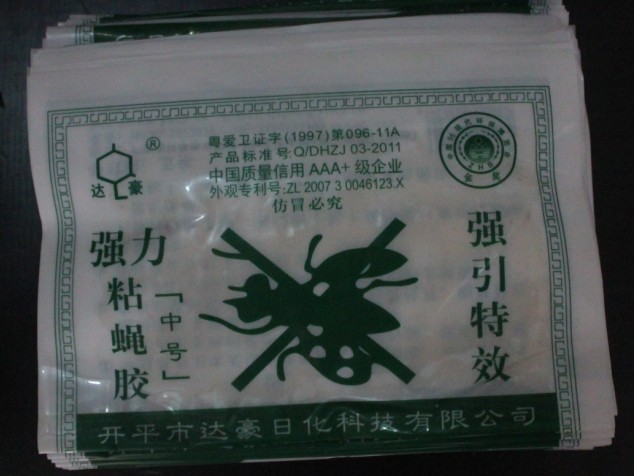 粤爱卫证字(1997)第096-11A
产品标准号:Q/DHZJ 03-2011
中国质量信用AAA+级企业
外观专利号:ZL 2007 3 0046123.X
仿冒必究
®
达豪
强力
粘蝇胶
「中号」
强引特效
开平市达豪日化科技有限公司